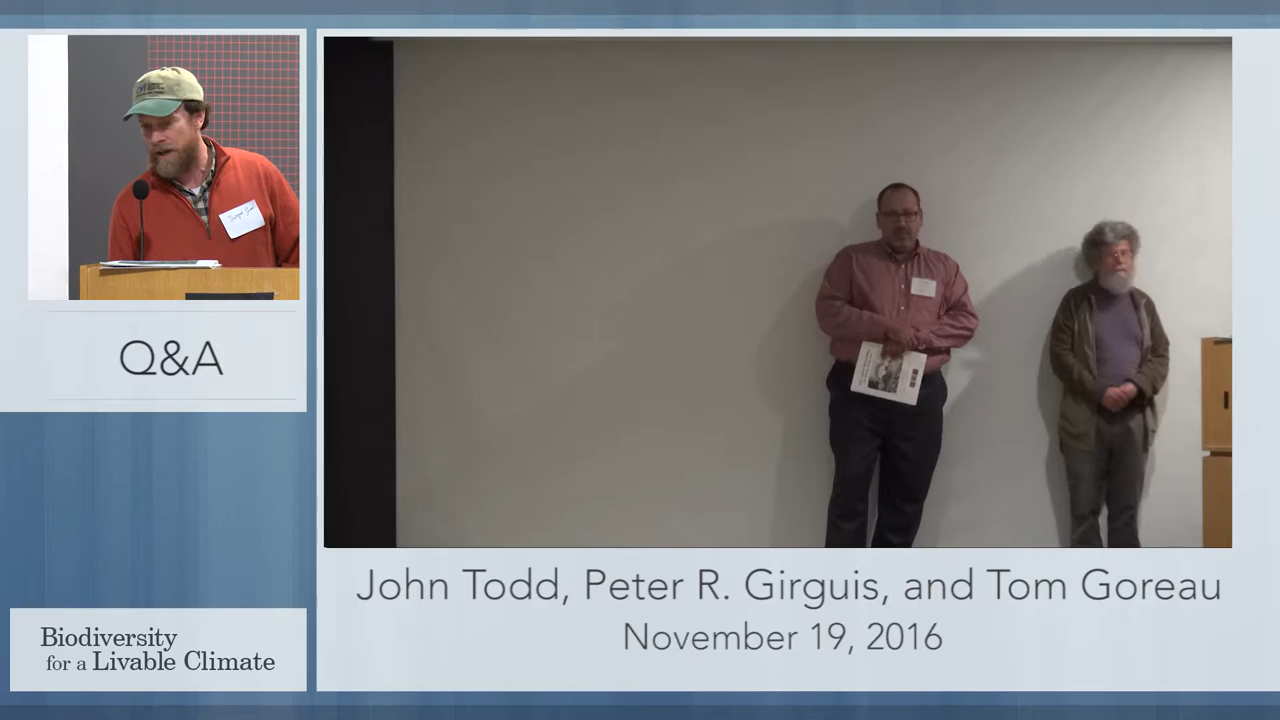 Q&A
John Todd, Peter R. Girguis, and Tom Goreau
November 19, 2016
Biodiversity
for a Livable Climate